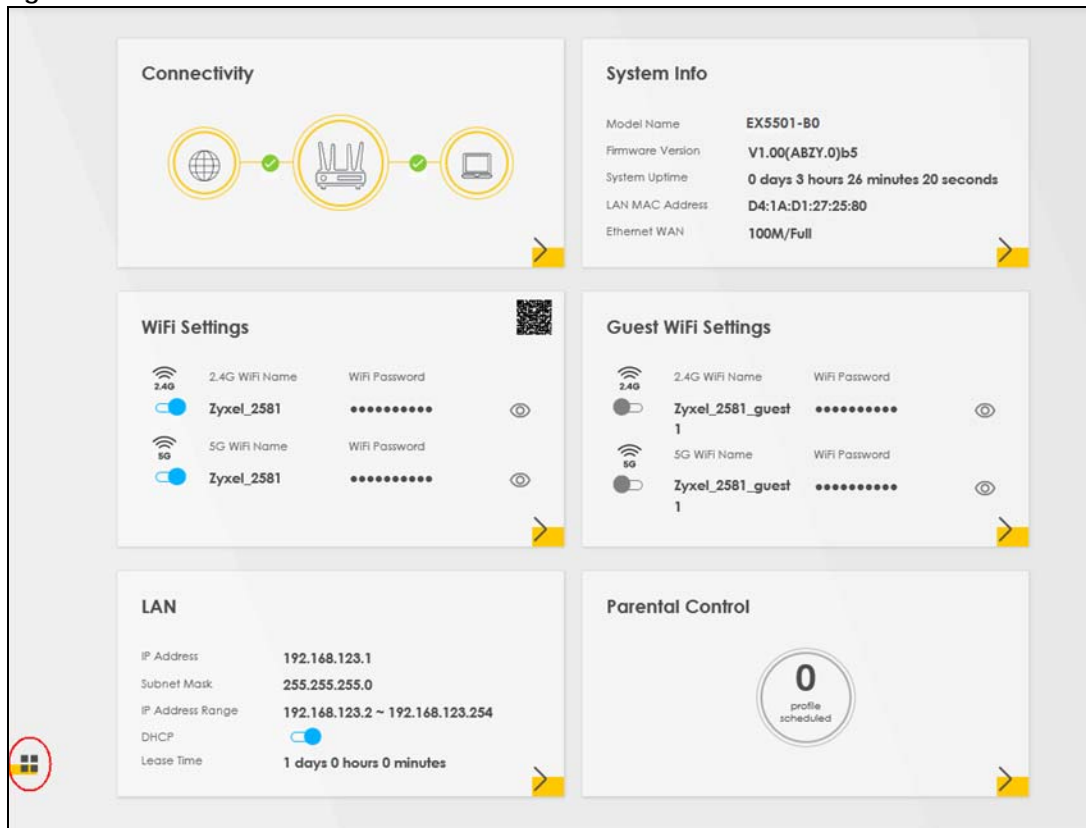 Connectivity
System Info
Model Name EX5501-B0
Firmware Version V1.00(ABZY.0)b5
System Uptime 0 days 3 hours 26 minutes 20 seconds
LAN MAC Address D4:1A:D1:27:25:80
Ethernet WAN 100M/Full
WiFi Settings
2.4G 2.4G WiFi Name WiFi Password
Zyxel_2581 ●●●●●●●●●●
5G 5G WiFi Name WiFi Password
Zyxel_2581 ●●●●●●●●●●
Guest WiFi Settings
2.4G 2.4G WiFi Name WiFi Password
Zyxel_2581_guest ●●●●●●●●●●
1
5G 5G WiFi Name WiFi Password
Zyxel_2581_guest ●●●●●●●●●●
1
LAN
IP Address 192.168.123.1
Subnet Mask 255.255.255.0
IP Address Range 192.168.123.2 ~ 192.168.123.254
DHCP
Lease Time 1 days 0 hours 0 minutes
Parental Control
0
profile
scheduled